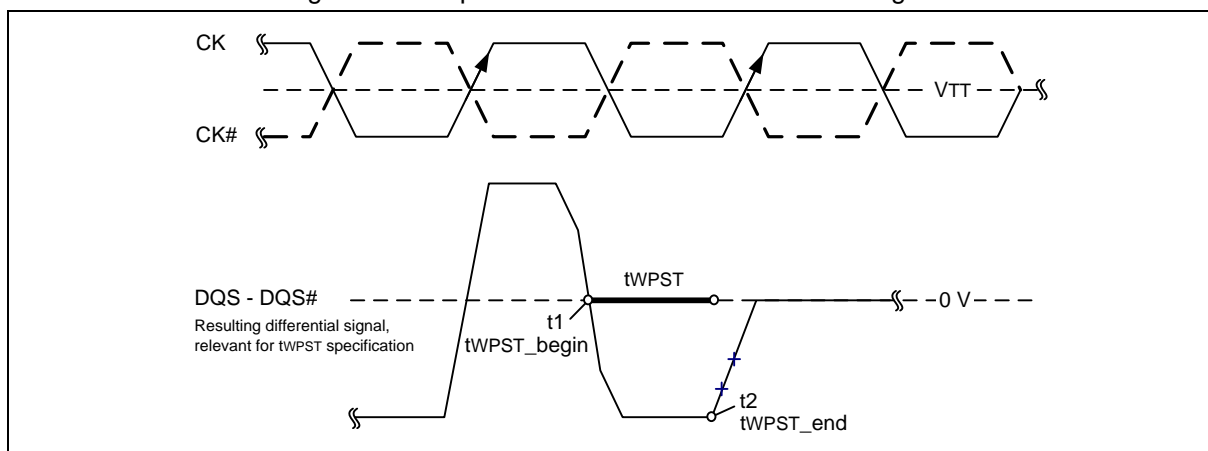 CK
VTT
CK#
tWPST
DQS - DQS#
0 V
Resulting differential signal,
relevant for tWPST specification
t1
tWPST_begin
t2
tWPST_end